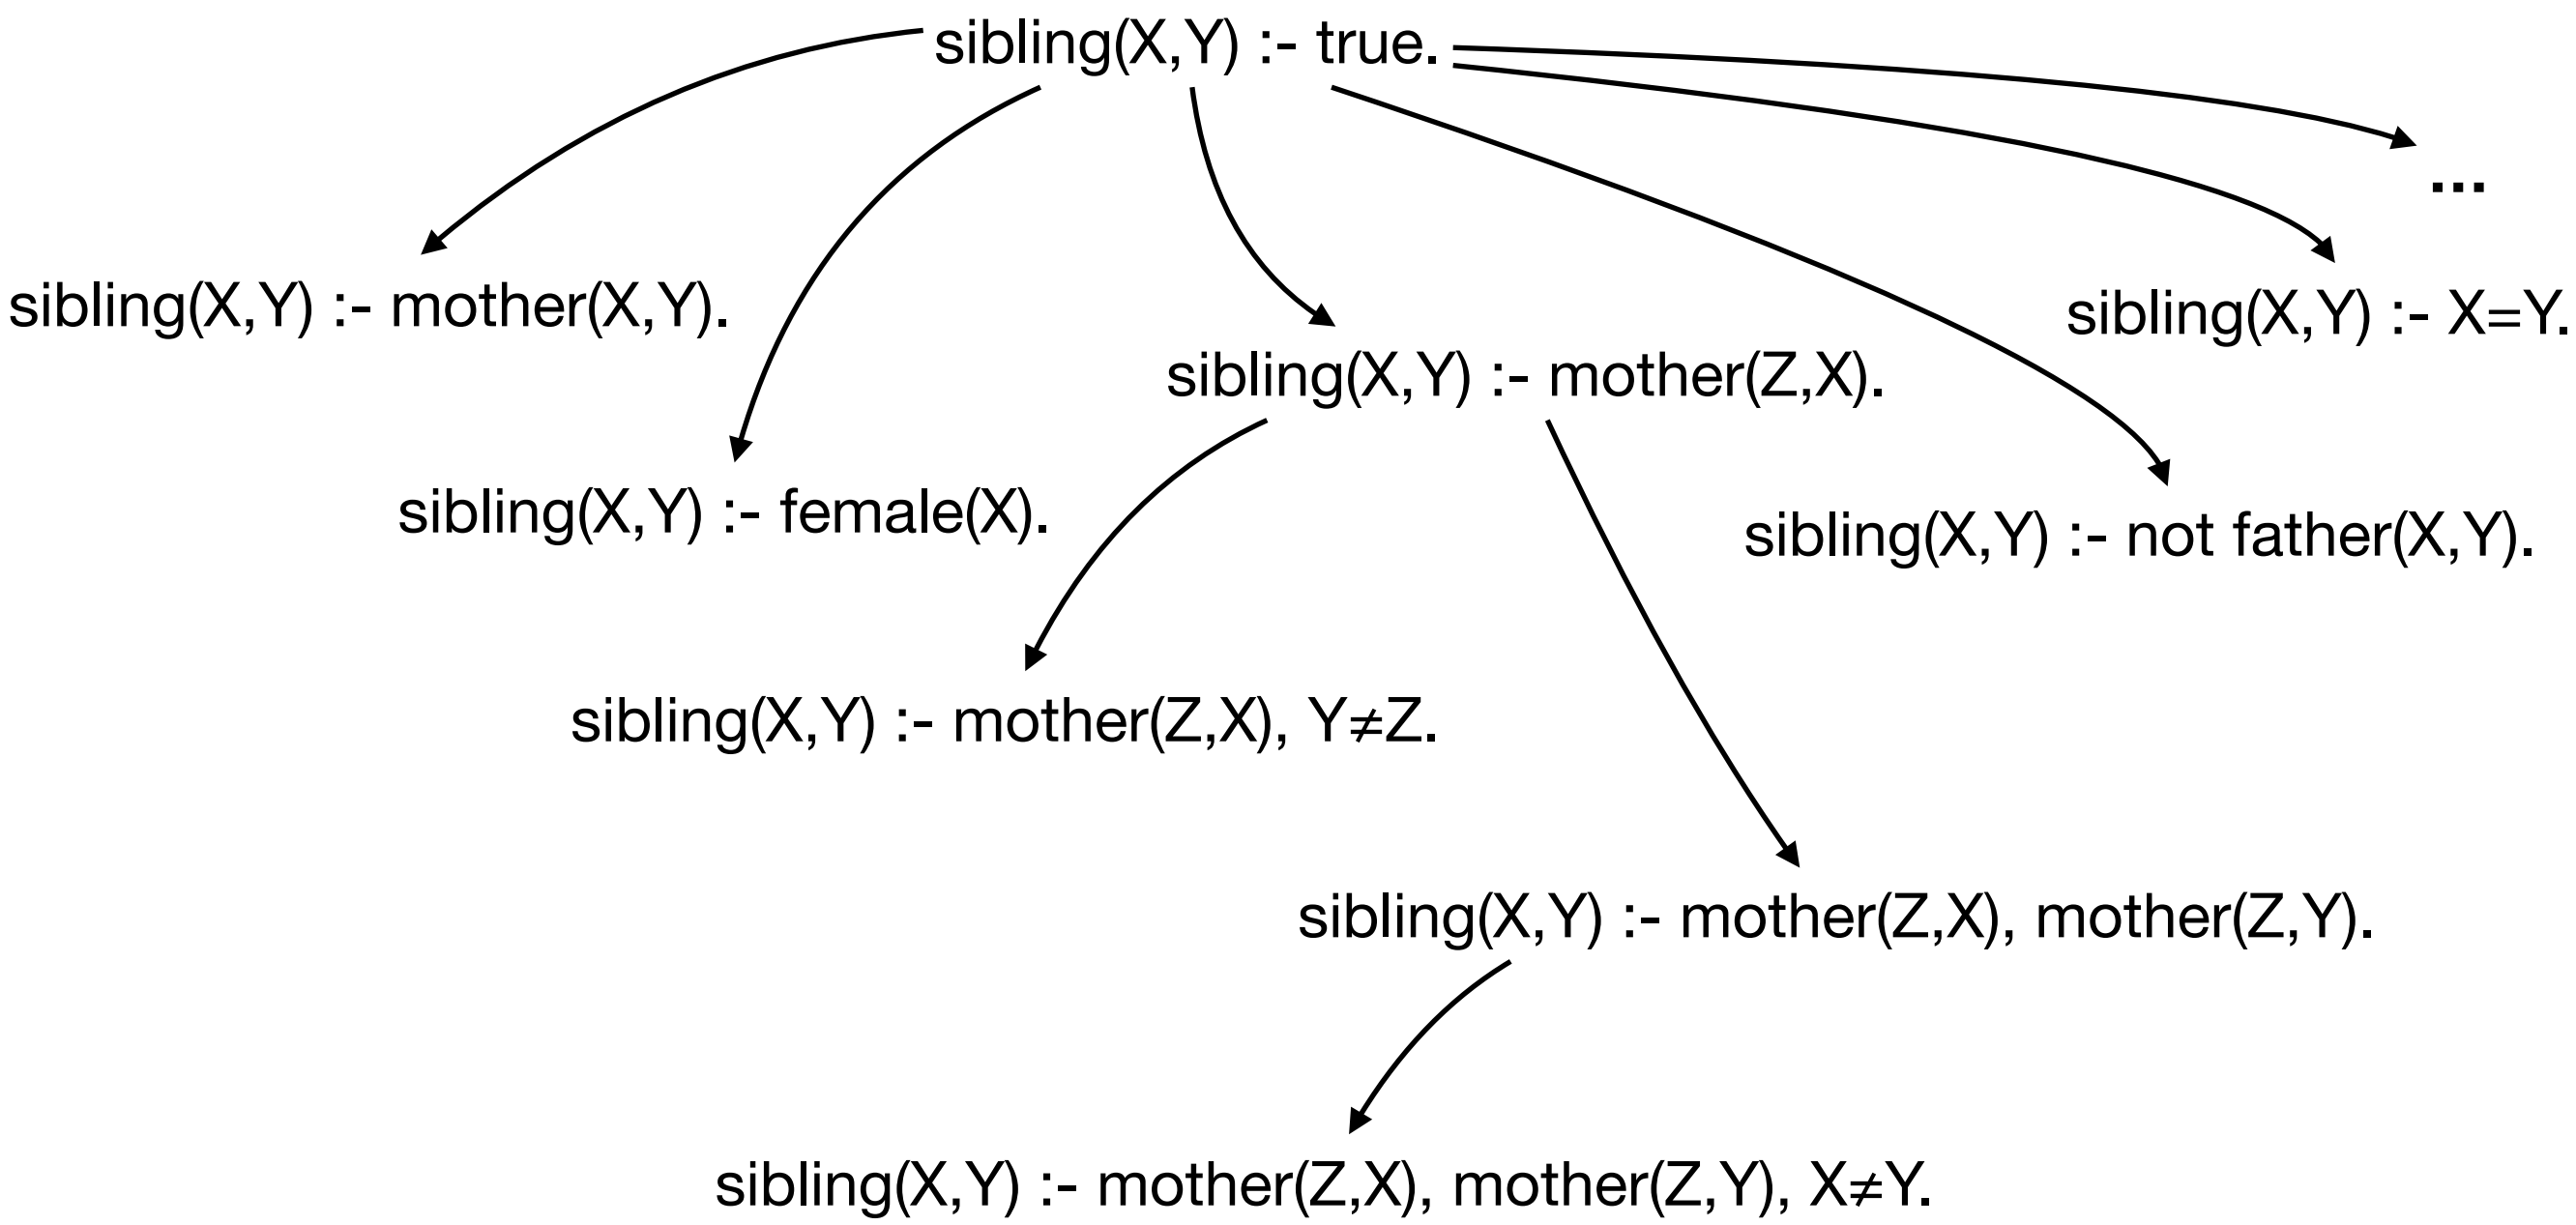 sibling(X,Y) :- true.
...
sibling(X,Y) :- mother(X,Y).
sibling(X,Y) :- X=Y.
sibling(X,Y) :- mother(Z,X).
sibling(X,Y) :- female(X).
sibling(X,Y) :- not father(X,Y).
sibling(X,Y) :- mother(Z,X), Y≠Z.
sibling(X,Y) :- mother(Z,X), mother(Z,Y).
sibling(X,Y) :- mother(Z,X), mother(Z,Y), X≠Y.